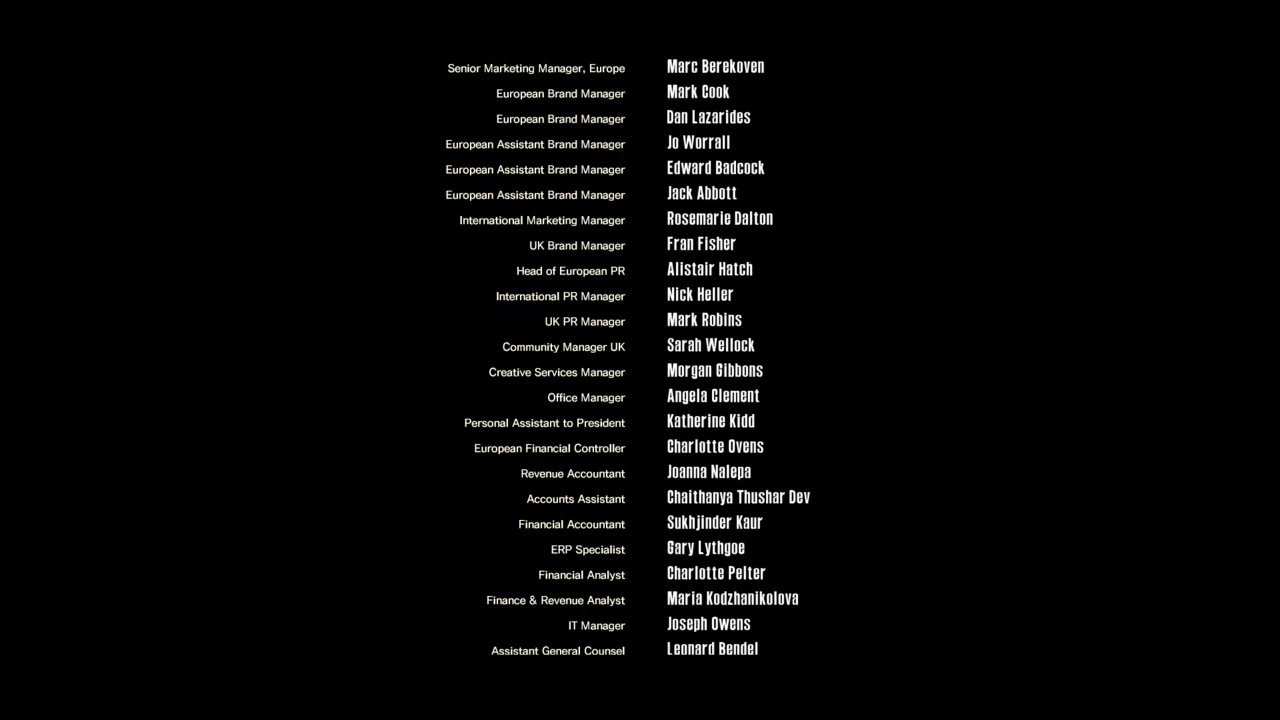 Senior Marketing Manager, Europe Marc Berekoven
European Brand Manager Mark Cook
European Brand Manager Dan Lazarides
European Assistant Brand Manager Jo Worrall
European Assistant Brand Manager Edward Badcock
European Assistant Brand Manager Jack Abbott
International Marketing Manager Rosemarie Dalton
UK Brand Manager Fran Fisher
Head of European PR Alistair Hatch
International PR Manager Nick Heller
UK PR Manager Mark Robins
Community Manager UK Sarah Wellock
Creative Services Manager Morgan Gibbons
Office Manager Angela Clement
Personal Assistant to President Katherine Kidd
European Financial Controller Charlotte Ovens
Revenue Accountant Joanna Nalepa
Accounts Assistant Chaithanya Thushar Dev
Financial Accountant Sukhjinder Kaur
ERP Specialist Gary Lythgoe
Financial Analyst Charlotte Pelter
Finance & Revenue Analyst Maria Kodzhanikolova
IT Manager Joseph Owens
Assistant General Counsel Leonard Bendel